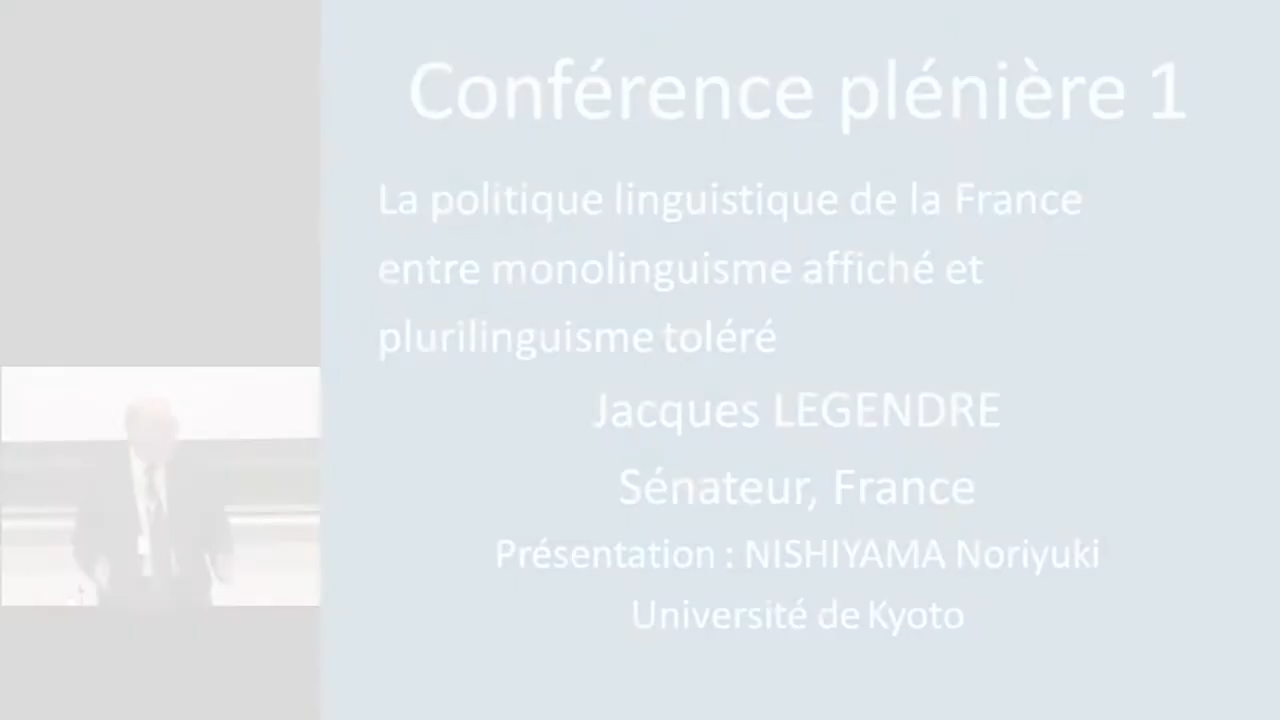 Conférence plénière 1
La politique linguistique de la France
entre monolinguisme affiché et
plurilinguisme toléré
Jacques LEGENDRE
Sénateur, France
Présentation : NISHIYAMA Noriyuki
Université de Kyoto